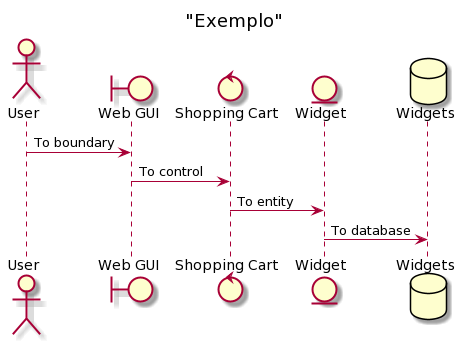 "Exemplo"
User
Web GUI
Shopping Cart
Widget
Widgets
To boundary
To control
To entity
To database
User
Web GUI
Shopping Cart
Widget
Widgets